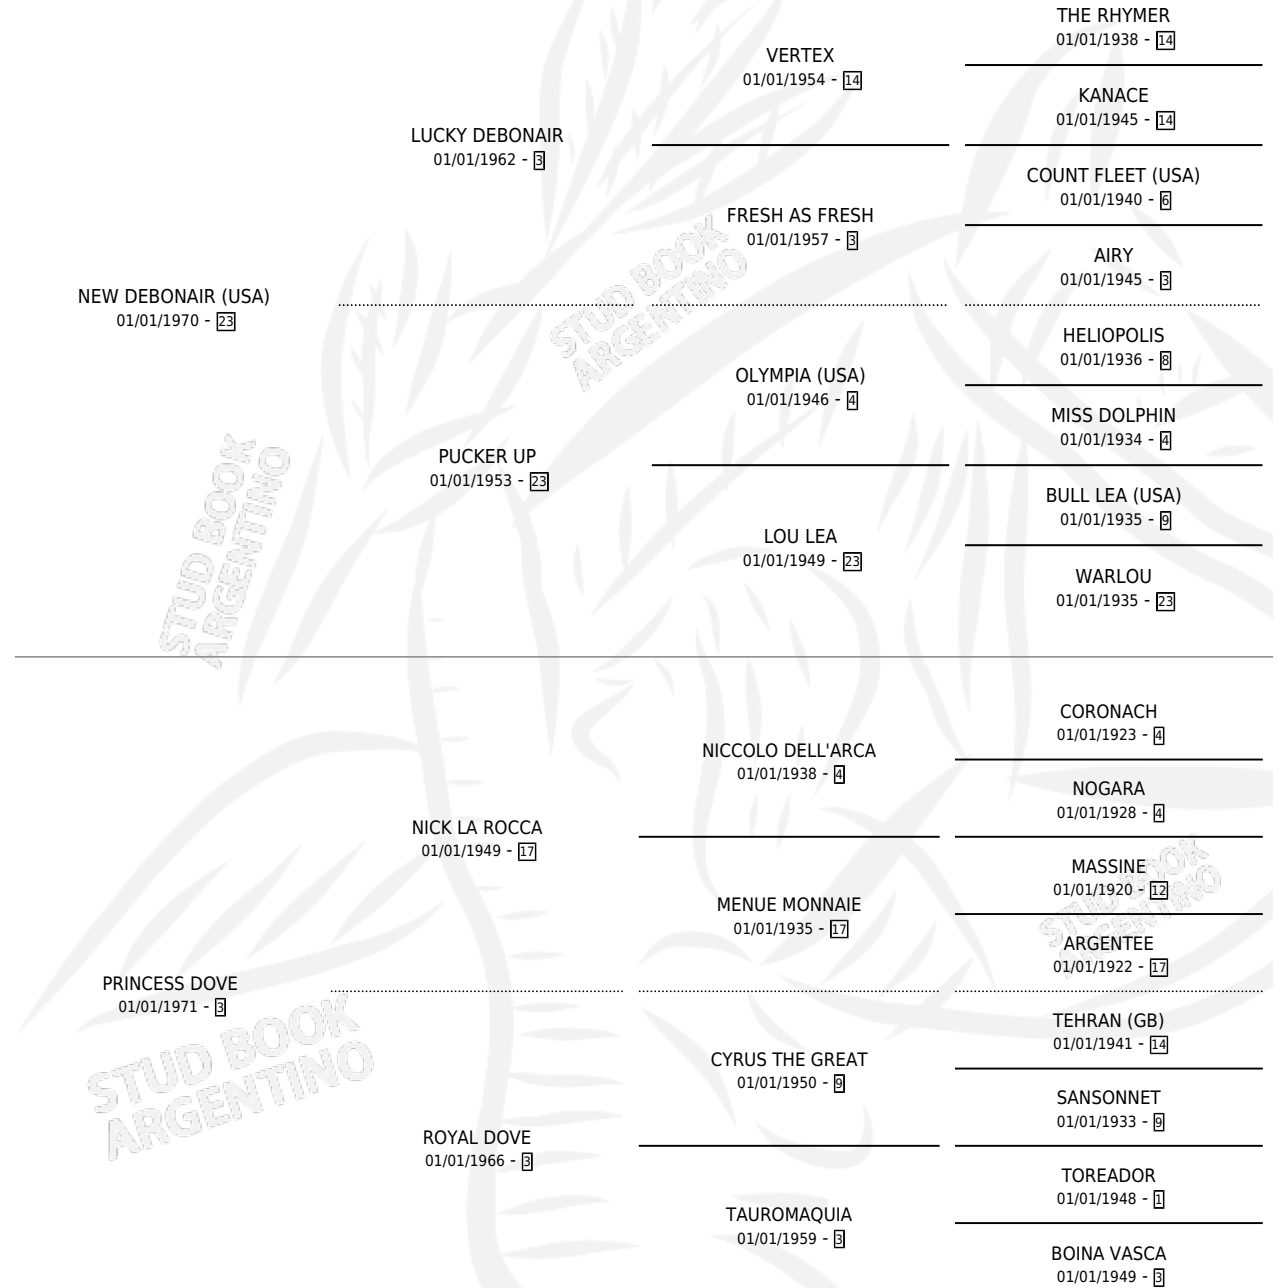 THE RHYMER
01/01/1938 - 14
VERTEX
01/01/1954 - 14
KANACE
01/01/1945 - 14
LUCKY DEBONAIR
01/01/1962 - 3
COUNT FLEET (USA)
01/01/1940 - 6
FRESH AS FRESH
01/01/1957 - 3
AIRY
01/01/1945 - 3
NEW DEBONAIR (USA)
01/01/1970 - 23
HELIOPOLIS
01/01/1936 - 8
OLYMPIA (USA)
01/01/1946 - 4
MISS DOLPHIN
01/01/1934 - 4
PUCKER UP
01/01/1953 - 23
BULL LEA (USA)
01/01/1935 - 9
LOU LEA
01/01/1949 - 23
WARLOU
01/01/1935 - 23
CORONACH
01/01/1923 - 4
NICCOLO DELL'ARCA
01/01/1938 - 4
NOGARA
01/01/1928 - 4
NICK LA ROCCA
01/01/1949 - 17
MASSINE
01/01/1920 - 12
MENUE MONNAIE
01/01/1935 - 17
ARGENTEE
01/01/1922 - 17
PRINCESS DOVE
01/01/1971 - 3
TEHRAN (GB)
01/01/1941 - 14
CYRUS THE GREAT
01/01/1950 - 9
SANSONNET
01/01/1933 - 9
ROYAL DOVE
01/01/1966 - 3
TOREADOR
01/01/1948 - 1
TAUROMAQUIA
01/01/1959 - 3
BOINA VASCA
01/01/1949 - 3
STUD BOOK
ARGENTINO
STUD BOOK
ARGENTINO
STUD BOOK
ARGENTINO
STUD BOOK
ARGENTINO